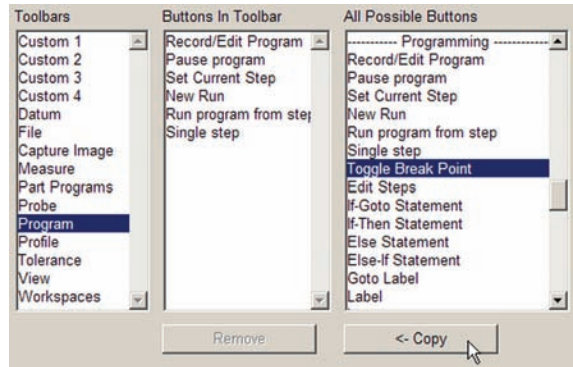 Toolbars
Custom 1
Custom 2
Custom 3
Custom 4
Datum
File
Capture Image
Measure
Part Programs
Probe
Program
Profile
Tolerance
View
Workspaces
Buttons In Toolbar
Record/Edit Program
Pause program
Set Current Step
New Run
Run program from step
Single step
Remove
All Possible Buttons
----------- Programming -----------
Record/Edit Program
Pause program
Set Current Step
New Run
Run program from step
Single step
Toggle Break Point
Edit Steps
If-Goto Statement
If-Then Statement
Else Statement
Else-If Statement
Goto Label
Label
<- Copy